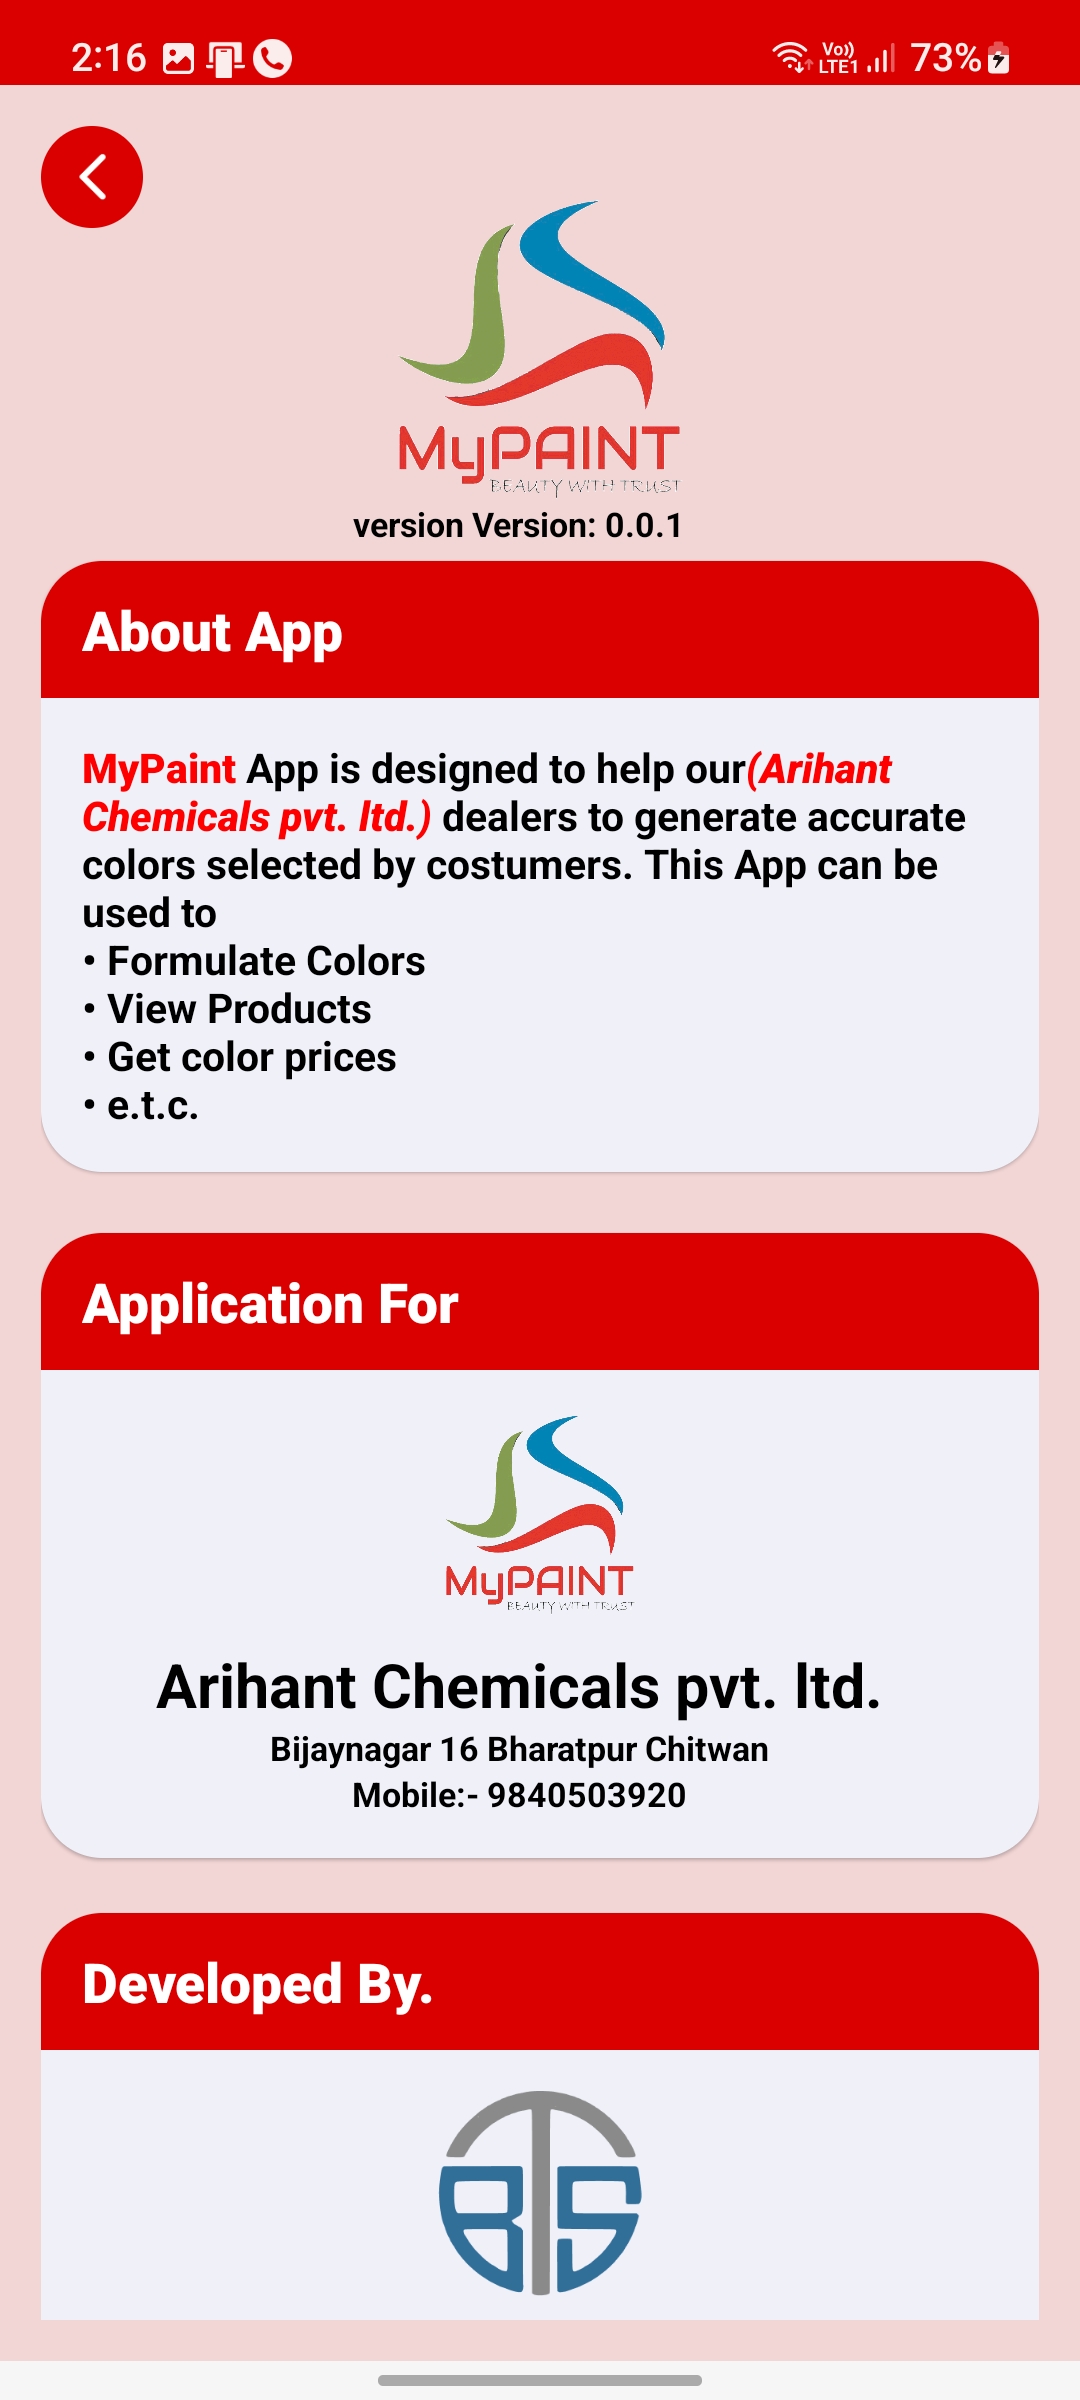 2:16
Vo))
LTE1
73%
MyPAINT
BEAUTY WITH TRUST
version Version: 0.0.1
About App
MyPaint App is designed to help our(Arihant
Chemicals pvt. ltd.) dealers to generate accurate
colors selected by costumers. This App can be
used to
• Formulate Colors
• View Products
• Get color prices
• e.t.c.
Application For
MyPAINT
BEAUTY WITH TRUST
Arihant Chemicals pvt. ltd.
Bijaynagar 16 Bharatpur Chitwan
Mobile:- 9840503920
Developed By.
BTS